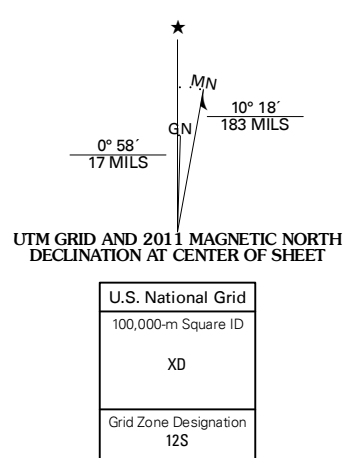 ★
MN
10° 18´
183 MILS
GN
0° 58´
17 MILS
UTM GRID AND 2011 MAGNETIC NORTH
DECLINATION AT CENTER OF SHEET
U.S. National Grid
100,000-m Square ID
XD
Grid Zone Designation
12S